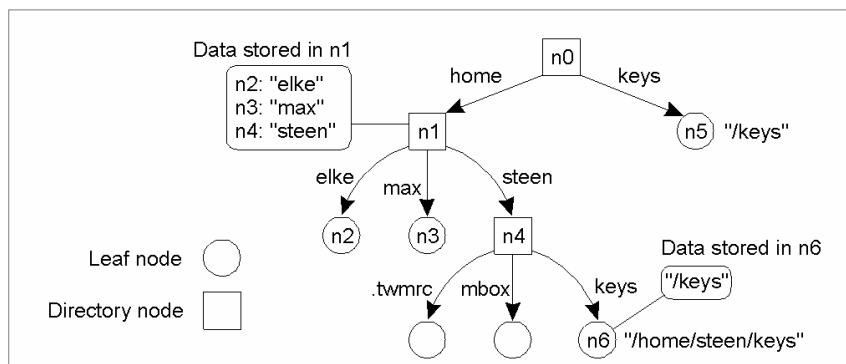 Data stored in n1
n2: "elke"
n3: "max"
n4: "steen"
n0
home
keys
n1
n5
"/keys"
elke
max
steen
n2
n3
n4
Leaf node
Directory node
Data stored in n6
"/keys"
.twmrc
mbox
keys
n6
"/home/steen/keys"